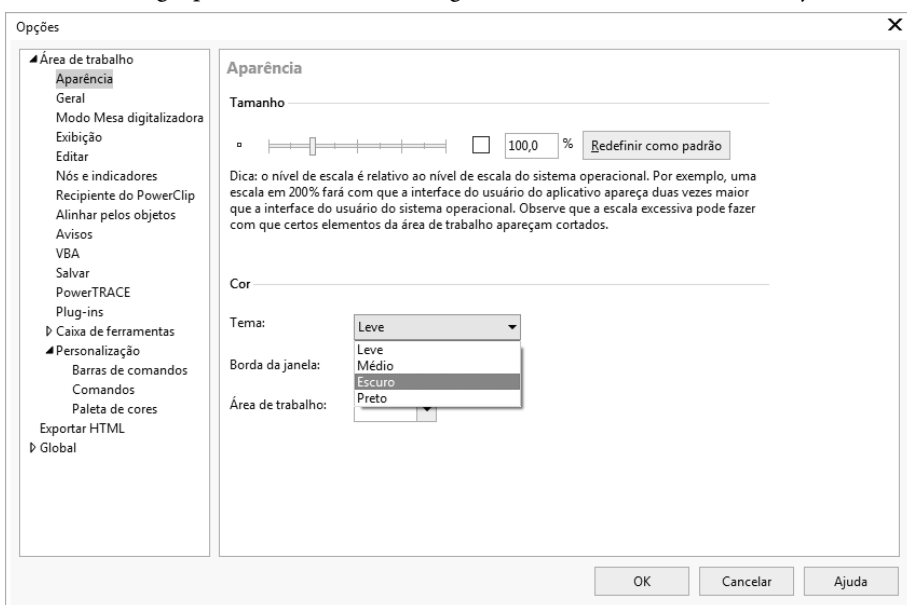 Opções
Área de trabalho
Aparência
Geral
Modo Mesa digitalizadora
Exibição
Editar
Nós e indicadores
Recipiente do PowerClip
Alinhar pelos objetos
Avisos
VBA
Salvar
PowerTRACE
Plug-ins
Caixa de ferramentas
Personalização
Barras de comandos
Comandos
Paleta de cores
Exportar HTML
Global
Aparência
Tamanho
100,0 % Redefinir como padrão
Dica: o nível de escala é relativo ao nível de escala do sistema operacional. Por exemplo, uma
escala em 200% fará com que a interface do usuário do aplicativo apareça duas vezes maior
que a interface do usuário do sistema operacional. Observe que a escala excessiva pode fazer
com que certos elementos da área de trabalho apareçam cortados.
Cor
Tema: Leve
Leve
Borda da janela: Médio
Escuro
Área de trabalho: Preto
OK Cancelar Ajuda